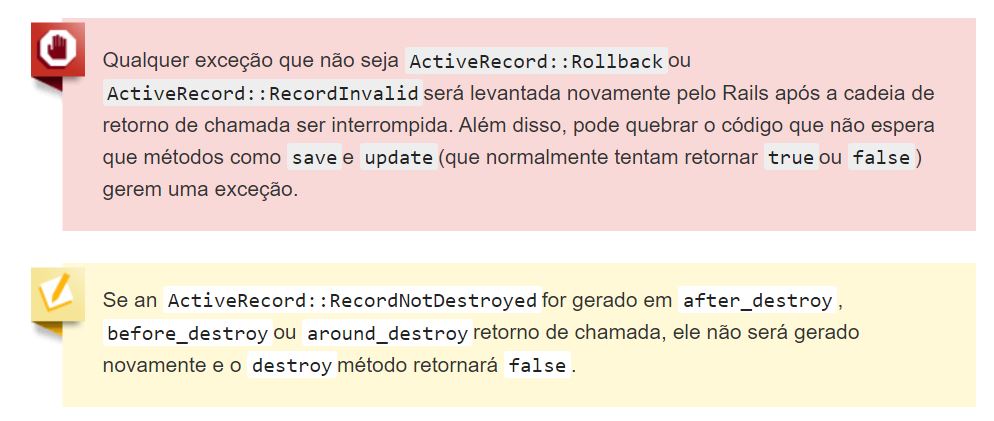 Qualquer exceção que não seja ActiveRecord::Rollback ou
ActiveRecord::RecordInvalid será levantada novamente pelo Rails após a cadeia de
retorno de chamada ser interrompida. Além disso, pode quebrar o código que não espera
que métodos como save e update (que normalmente tentam retornar true ou false )
gerem uma exceção.
Se an ActiveRecord::RecordNotDestroyed for gerado em after_destroy ,
before_destroy ou around_destroy retorno de chamada, ele não será gerado
novamente e o destroy método retornará false .